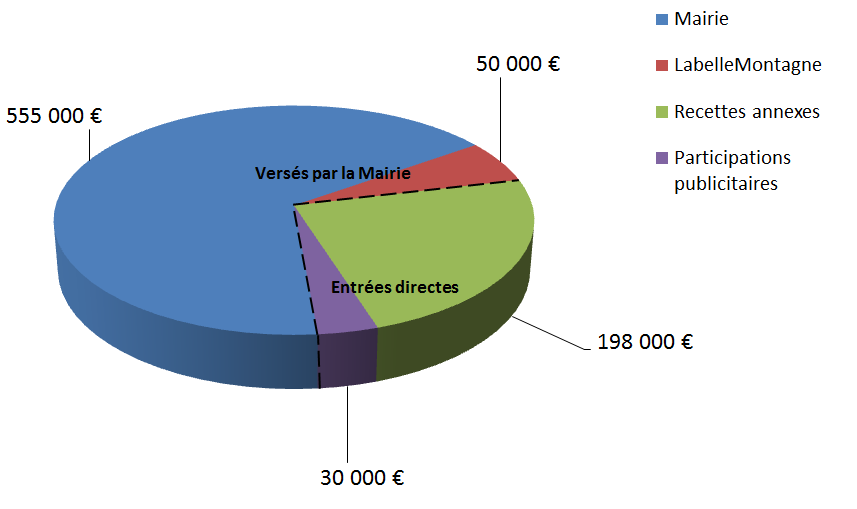 Mairie
50 000 €
LabelleMontagne
555 000 €
Recettes annexes
Versés par la Mairie
Participations
publicitaires
Entrées directes
198 000 €
30 000 €